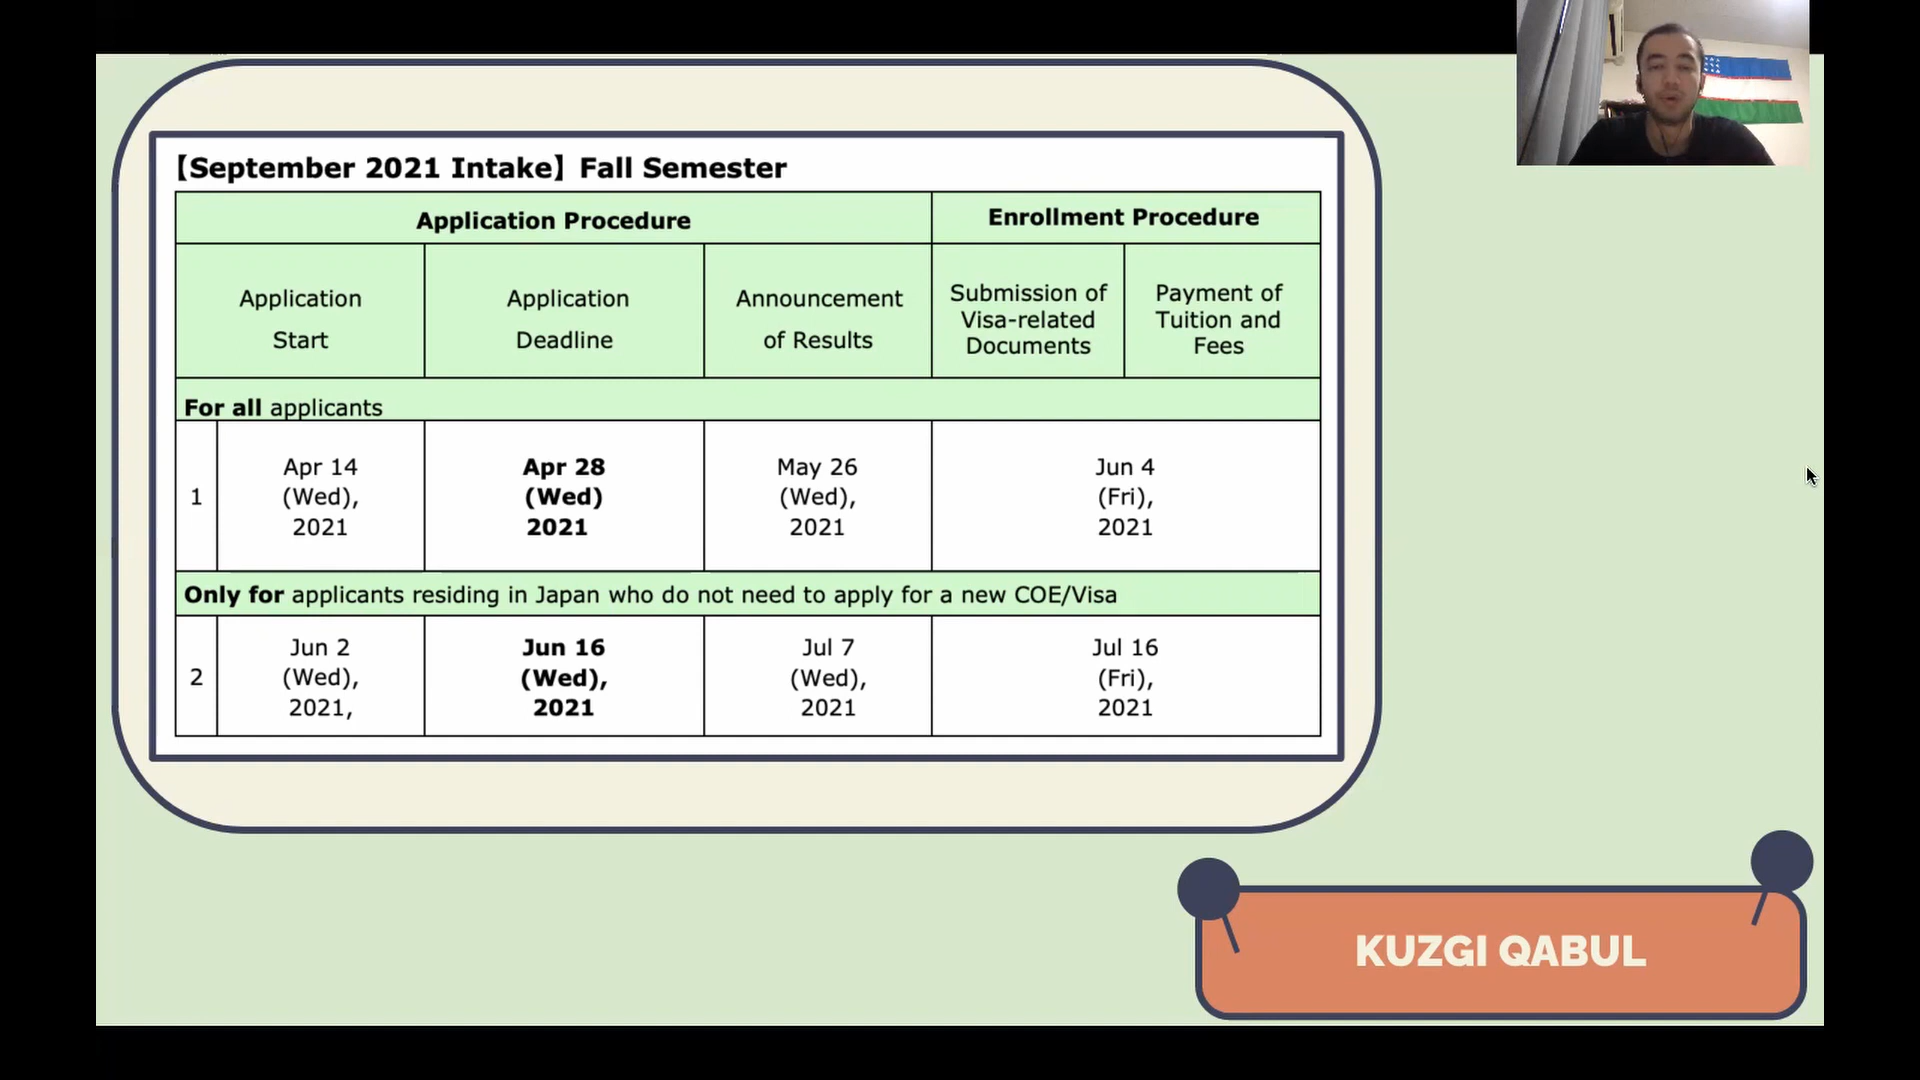 【September 2021 Intake】 Fall Semester
Application Procedure
Enrollment Procedure
Application
Start
Application
Deadline
Announcement
of Results
Submission of
Visa-related
Documents
Payment of
Tuition and
Fees
For all applicants
1
Apr 14
(Wed),
2021
Apr 28
(Wed)
2021
May 26
(Wed),
2021
Jun 4
(Fri),
2021
Only for applicants residing in Japan who do not need to apply for a new COE/Visa
2
Jun 2
(Wed),
2021,
Jun 16
(Wed),
2021
Jul 7
(Wed),
2021
Jul 16
(Fri),
2021
KUZGI QABUL